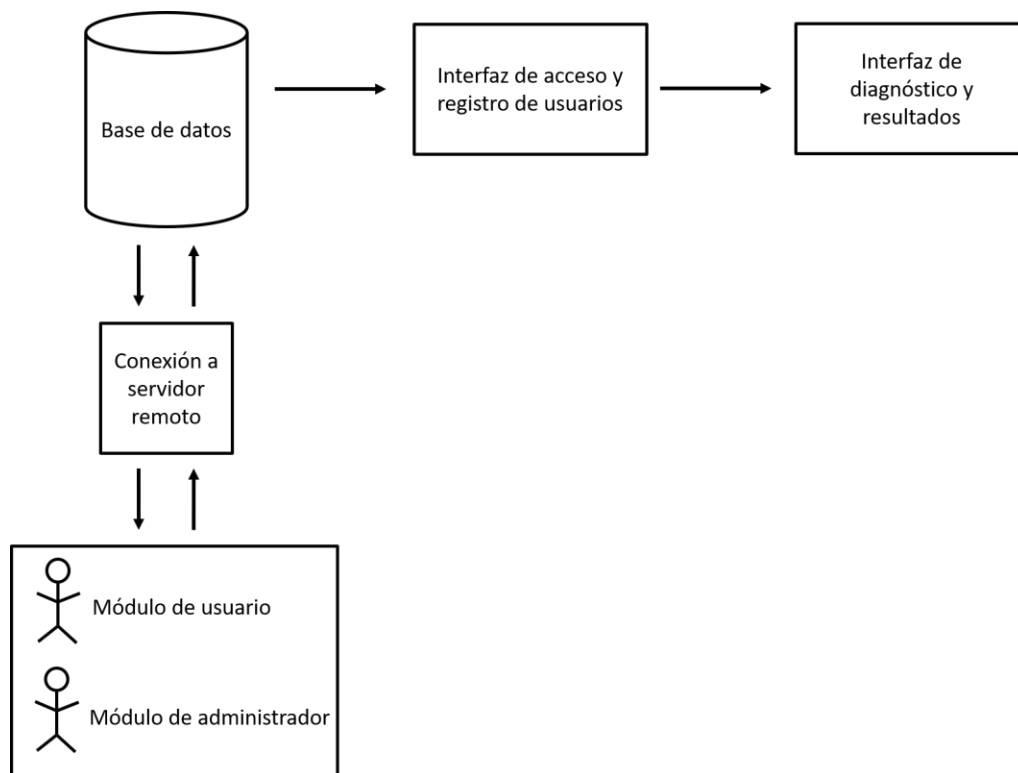 Base de datos
Interfaz de acceso y
registro de usuarios
Interfaz de
diagnóstico y
resultados
Conexión a
servidor
remoto
Módulo de usuario
Módulo de administrador